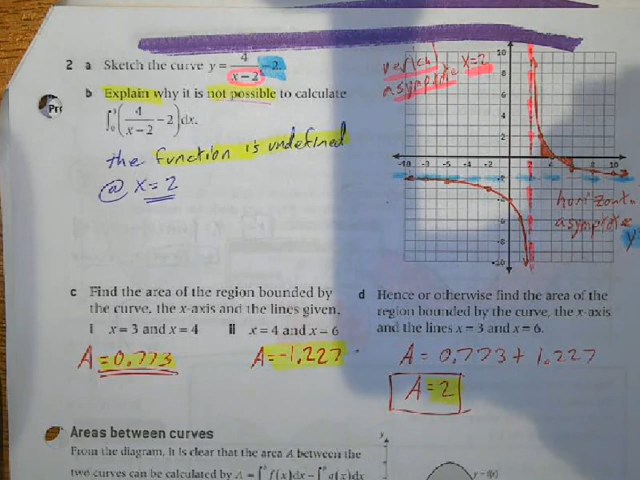 2 a Sketch the curve y = 4/(x-2) - 2.
b Explain why it is not possible to calculate
∫(4/(x-2) - 2)dx.
the function is undefined
@ x = 2
vertical
asymptote x=2
horizontal
asymptote
c Find the area of the region bounded by
the curve, the x-axis and the lines given.
i x = 3 and x = 4 ii x = 4 and x = 6
A = 0.773 A = -1.227
d Hence or otherwise find the area of the
region bounded by the curve, the x-axis
and the lines x = 3 and x = 6.
A = 0.773 + 1.227
A = 2
Areas between curves
From the diagram, it is clear that the area A between the
two curves can be calculated by A = ∫ f(x)dx - ∫ g(x)dx
y = f(x)